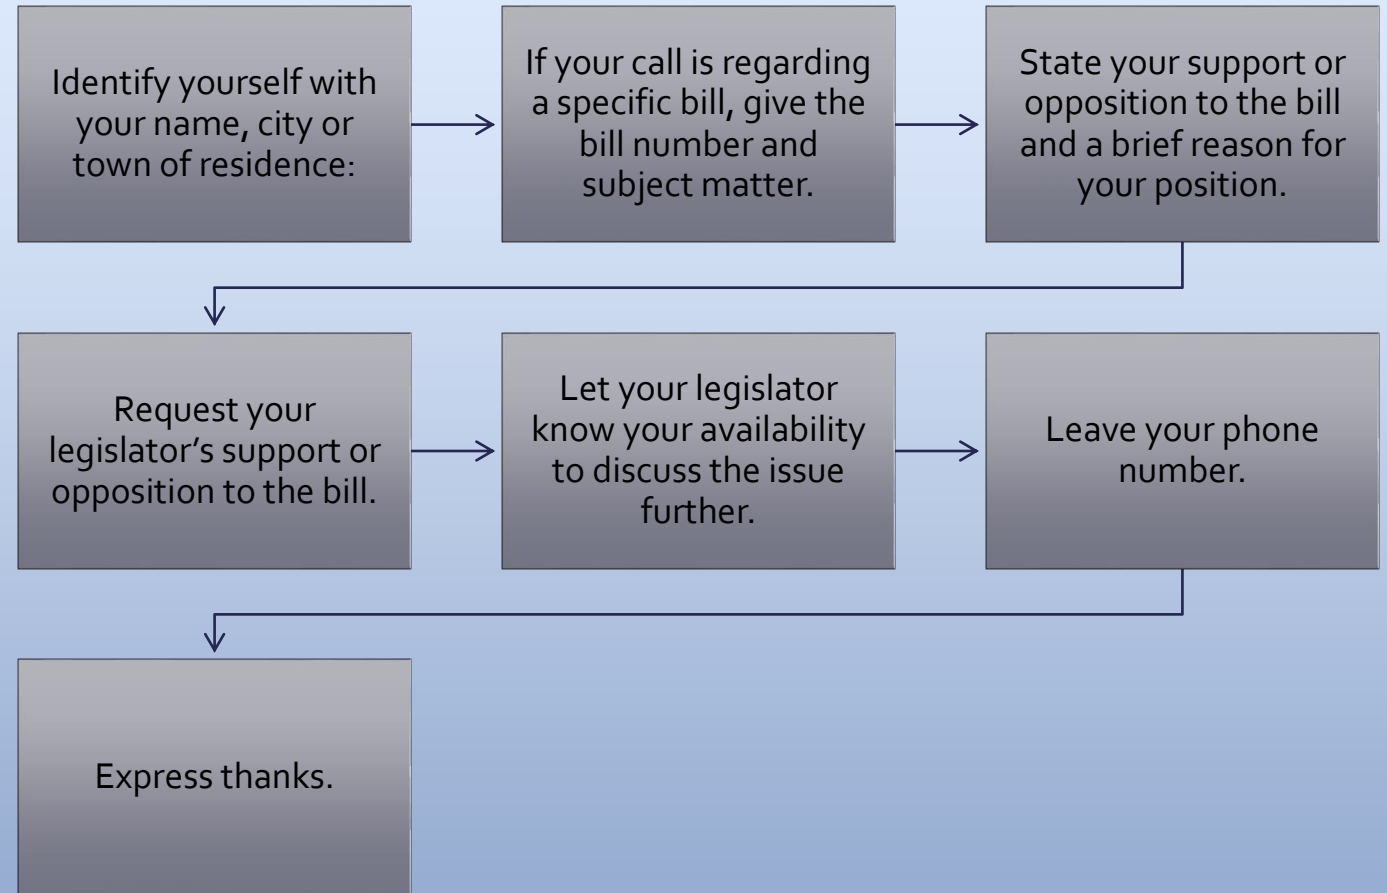 Identify yourself with
your name, city or
town of residence:
If your call is regarding
a specific bill, give the
bill number and
subject matter.
State your support or
opposition to the bill
and a brief reason for
your position.
Request your
legislator’s support or
opposition to the bill.
Let your legislator
know your availability
to discuss the issue
further.
Leave your phone
number.
Express thanks.